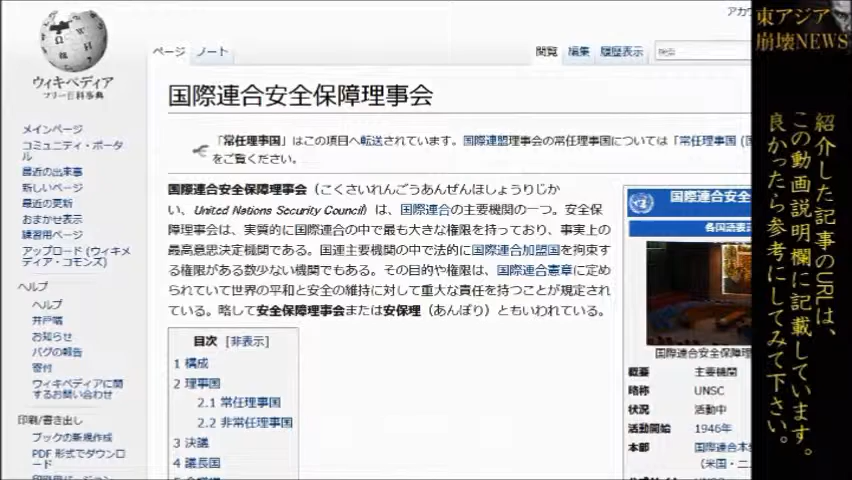 ウィキペディア
フリー百科事典
メインページ
コミュニティ・ポータ
ル
最近の出来事
新しいページ
最近の更新
おまかせ表示
練習用ページ
アップロード (ウィキメ
ディア・コモンズ)
ヘルプ
ヘルプ
井戸端
お知らせ
バグの報告
寄付
ウィキペディアに関
するお問い合わせ
印刷/書き出し
ブックの新規作成
PDF 形式でダウンロ
ード
ページ ノート
閲覧 編集 履歴表示
検索
国際連合安全保障理事会
「常任理事国」はこの項目へ転送されています。国際連盟理事会の常任理事国については「常任理事国 (
をご覧ください。
国際連合安全保障理事会（こくさいれんごうあんぜんほしょうりじか
い、United Nations Security Council）は、国際連合の主要機関の一つ。安全保
障理事会は、実質的に国際連合の中で最も大きな権限を持っており、事実上の
最高意思決定機関である。国連主要機関の中で法的に国際連合加盟国を拘束す
る権限がある数少ない機関でもある。その目的や権限は、国際連合憲章に定め
られていて世界の平和と安全の維持に対して重大な責任を持つことが規定され
ている。略して安全保障理事会または安保理（あんぽり）ともいわれている。
目次 [非表示]
1 構成
2 理事国
2.1 常任理事国
2.2 非常任理事国
3 決議
4 議長国
国際連合安全
各国語表
国際連合安全保障理
概要 主要機関
略称 UNSC
状況 活動中
活動開始 1946年
本部 国際連合本
（米国・ニ
東アジア
崩壊NEWS
紹介した記事のURLは、
この動画説明欄に記載しています。
良かったら参考にしてみて下さい。